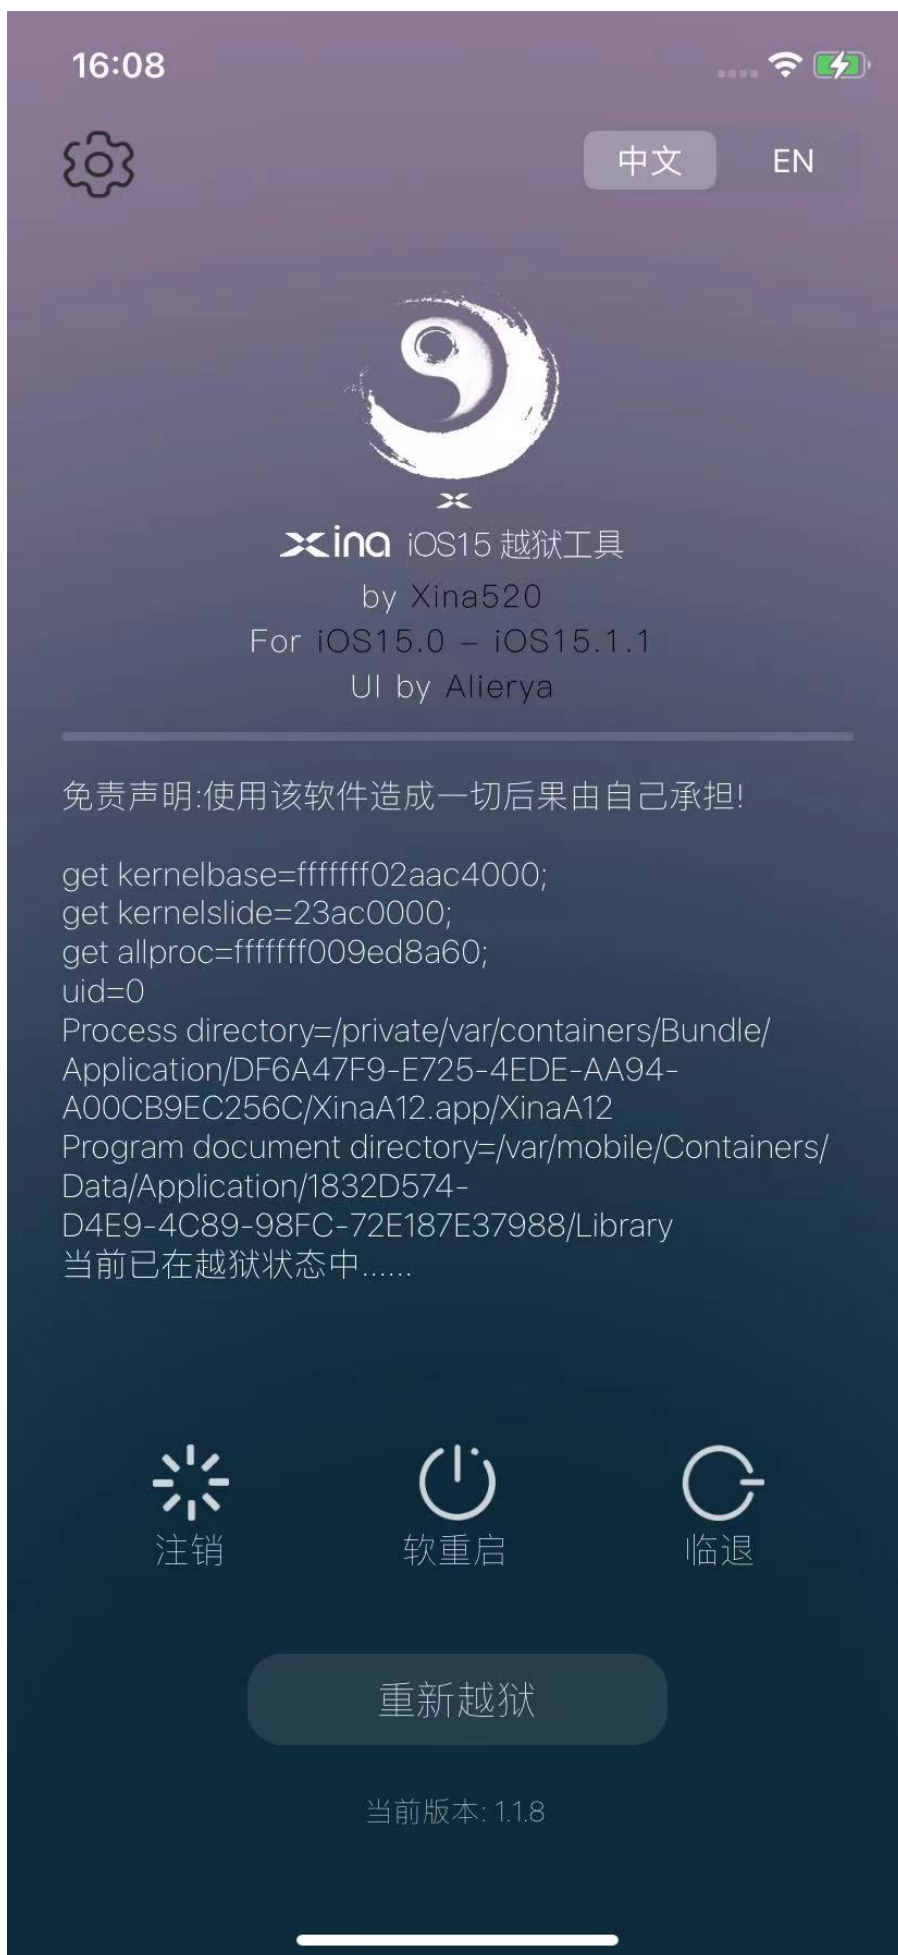 16:08
中文 EN
xina iOS15 越狱工具
by Xina520
For iOS15.0 – iOS15.1.1
UI by Alierya
免责声明:使用该软件造成一切后果由自己承担!
get kernelbase=fffffff02aac4000;
get kernelslide=23ac0000;
get allproc=fffffff009ed8a60;
uid=0
Process directory=/private/var/containers/Bundle/
Application/DF6A47F9-E725-4EDE-AA94-
A00CB9EC256C/XinaA12.app/XinaA12
Program document directory=/var/mobile/Containers/
Data/Application/1832D574-
D4E9-4C89-98FC-72E187E37988/Library
当前已在越狱状态中......
注销 软重启 临退
重新越狱
当前版本: 1.1.8